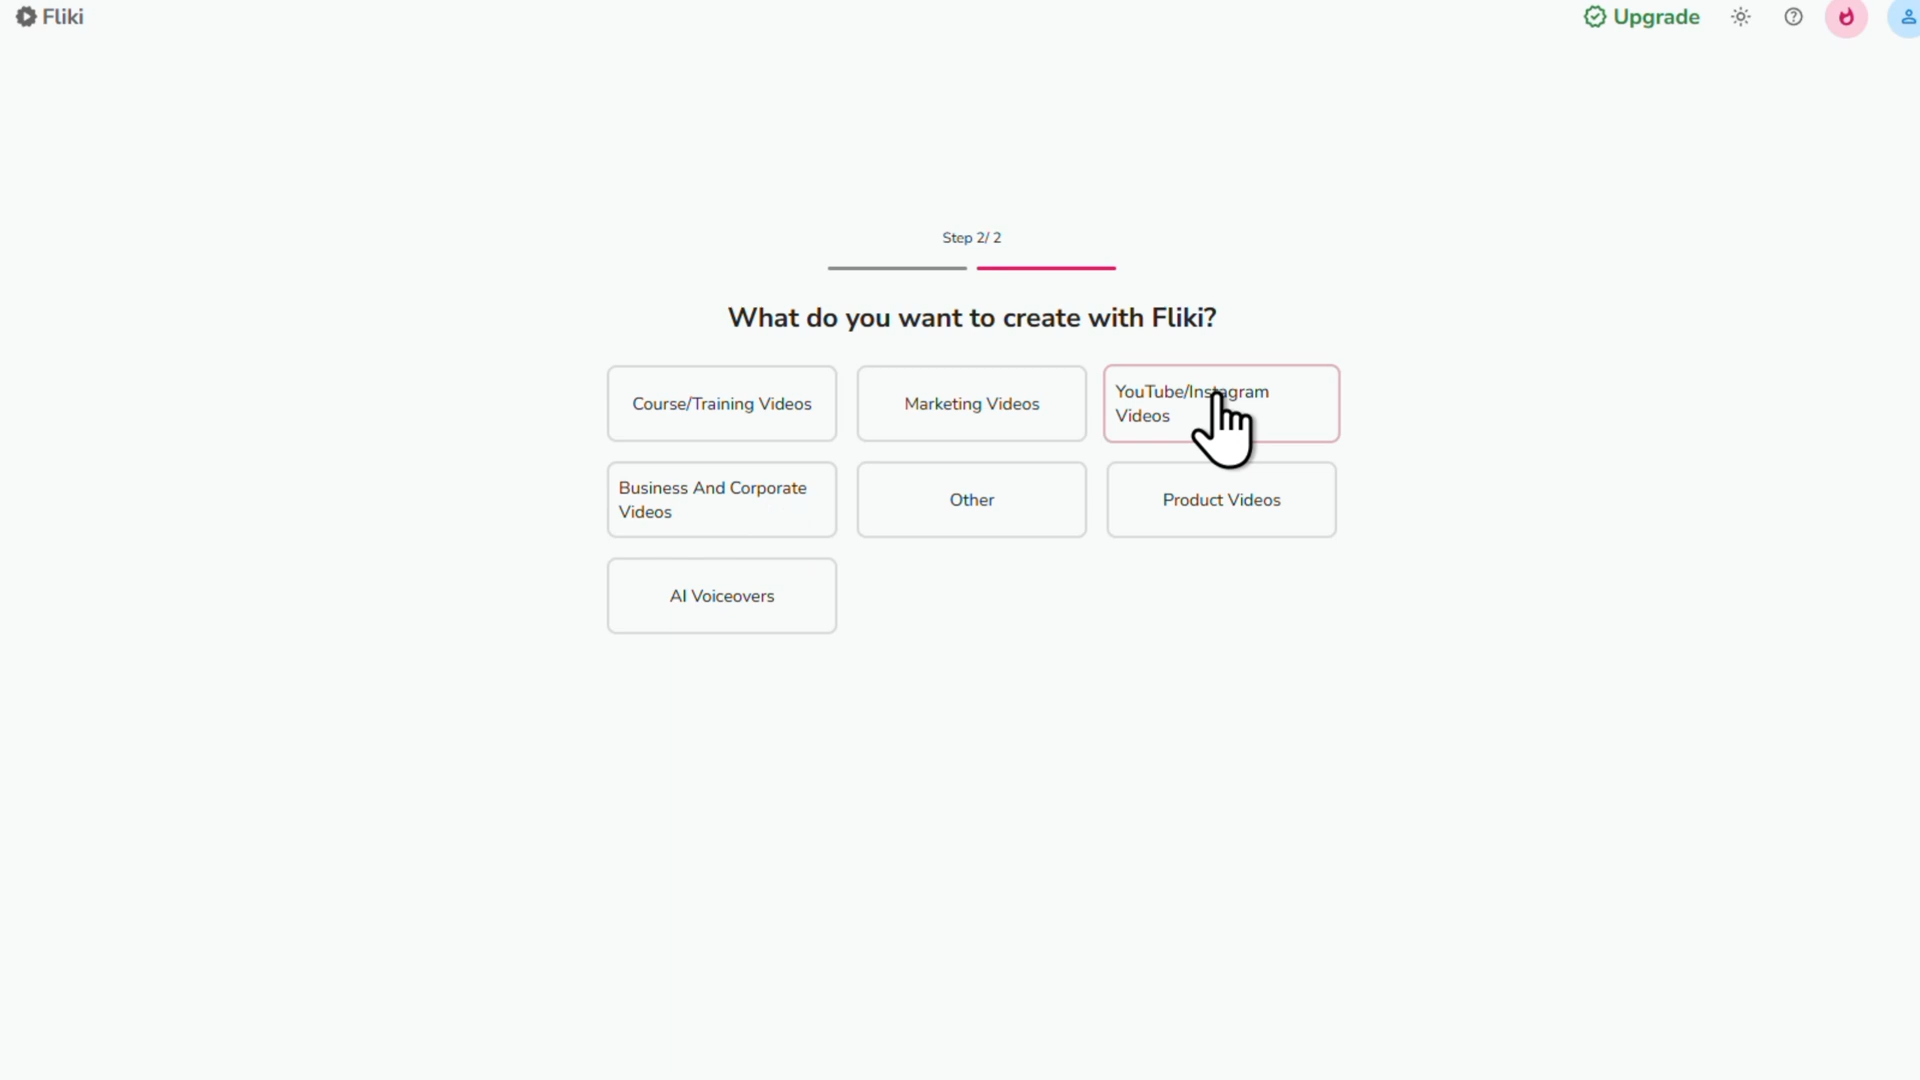 Fliki
Upgrade
Step 2/ 2
What do you want to create with Fliki?
Course/Training Videos
Marketing Videos
YouTube/Instagram
Videos
Business And Corporate
Videos
Other
Product Videos
AI Voiceovers